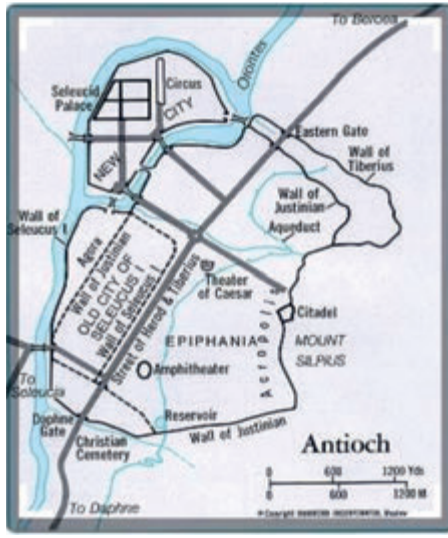 To Beroea
Orontes
Seleucid
Palace
Circus
NEW CITY
Eastern Gate
Wall of
Tiberius
Wall of
Justinian
Aqueduct
Wall of
Seleucus I
Agora
Wall of Justinian
OLD CITY OF
SELEUCUS I
Wall of Seleucus I
Street of Herod & Tiberius
Theater
of Caesar
Acropolis
Citadel
MOUNT
SILPIUS
EPIPHANIA
Amphitheater
To
Seleucia
Daphne
Gate
Reservoir
Wall of Justinian
Christian
Cemetery
To Daphne
Antioch
0 600 1200 Yds
0 600 1200 M